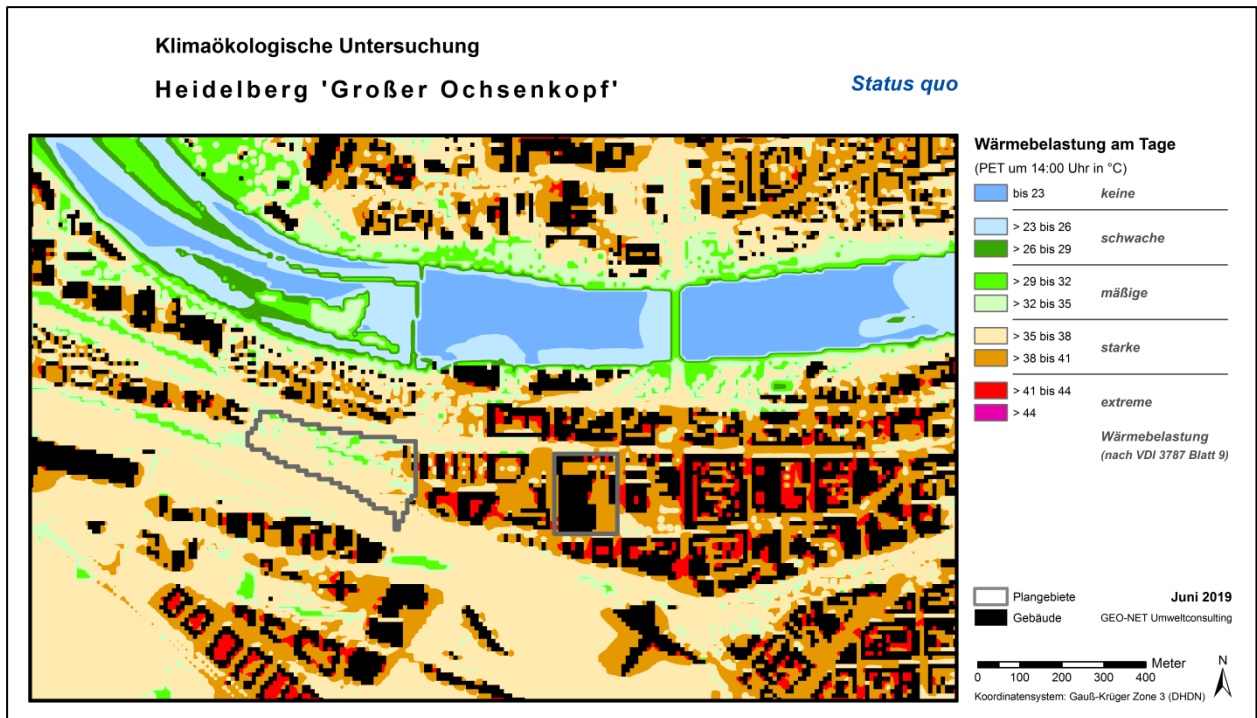 Klimaökologische Untersuchung
Heidelberg 'Großer Ochsenkopf'
Status quo
Wärmebelastung am Tage
(PET um 14:00 Uhr in °C)
bis 23 keine
> 23 bis 26
schwache
> 26 bis 29
> 29 bis 32
mäßige
> 32 bis 35
> 35 bis 38
starke
> 38 bis 41
> 41 bis 44
extreme
> 44
Wärmebelastung
(nach VDI 3787 Blatt 9)
Plangebiete Juni 2019
Gebäude GEO-NET Umweltconsulting
Meter N
0 100 200 300 400
Koordinatensystem: Gauß-Krüger Zone 3 (DHDN)